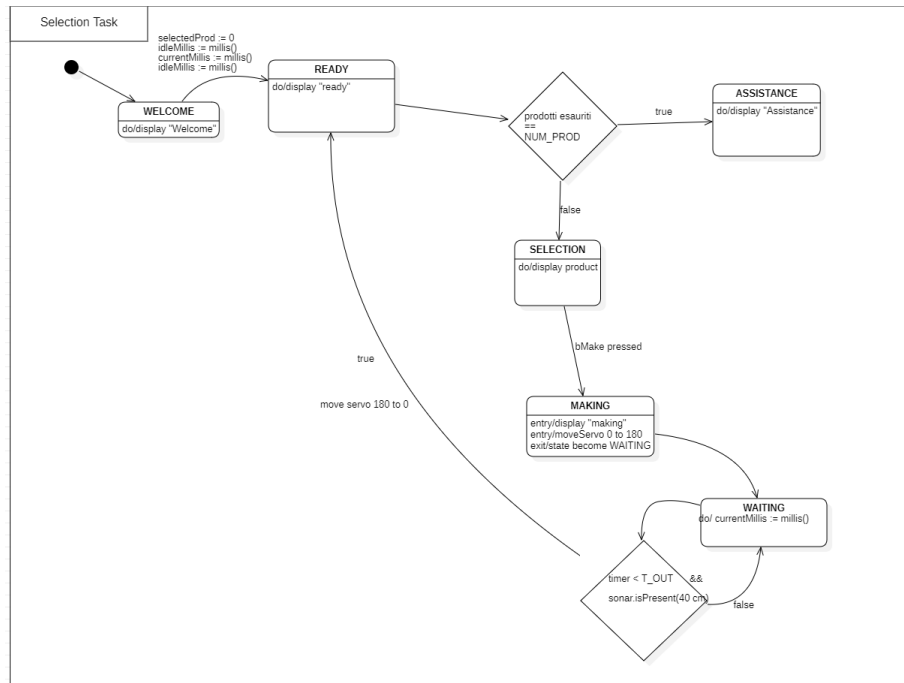 Selection Task
selectedProd := 0
idleMillis := millis()
currentMillis := millis()
idleMillis := millis()
READY
do/display "ready"
WELCOME
do/display "Welcome"
prodotti esauriti
==
NUM_PROD
true
ASSISTANCE
do/display "Assistance"
false
SELECTION
do/display product
bMake pressed
true
move servo 180 to 0
MAKING
entry/display "making"
entry/moveServo 0 to 180
exit/state become WAITING
WAITING
do/ currentMillis := millis()
timer < T_OUT &&
sonar.isPresent(40 cm)
false